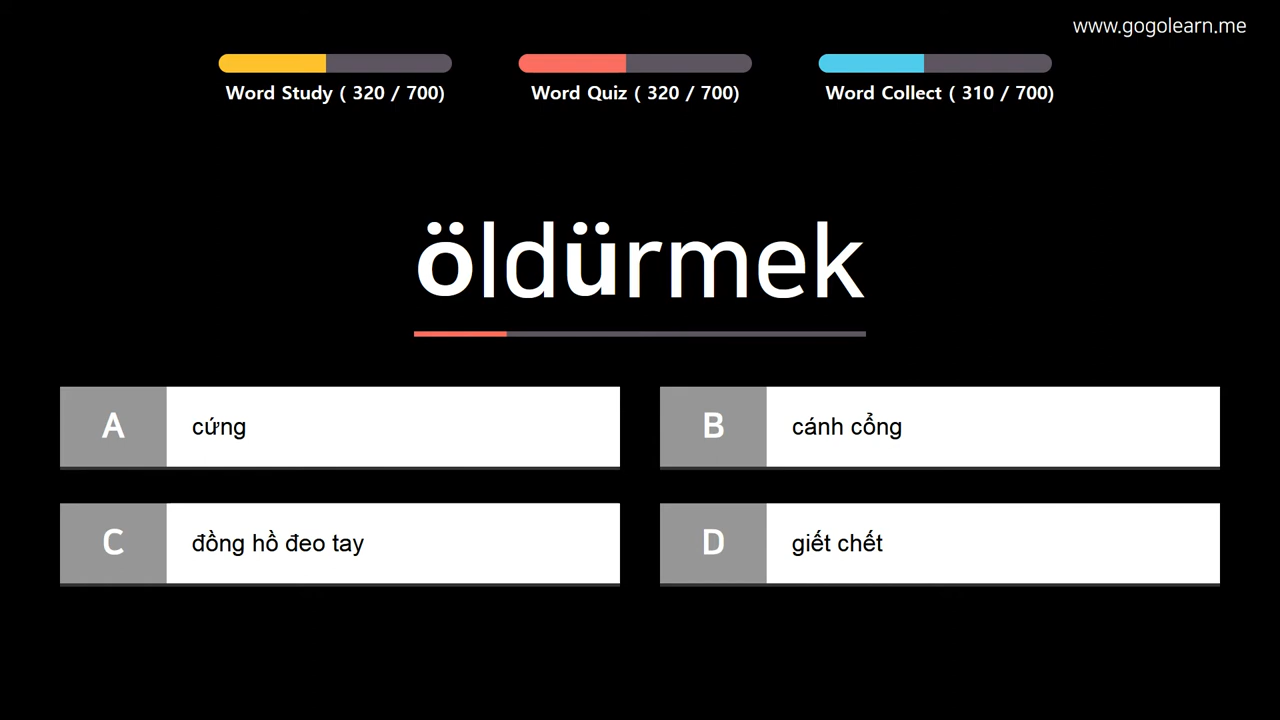 www.gogolearn.me
Word Study ( 320 / 700)
Word Quiz ( 320 / 700)
Word Collect ( 310 / 700)
öldürmek
A cứng
B cánh cổng
C đồng hồ đeo tay
D giết chết